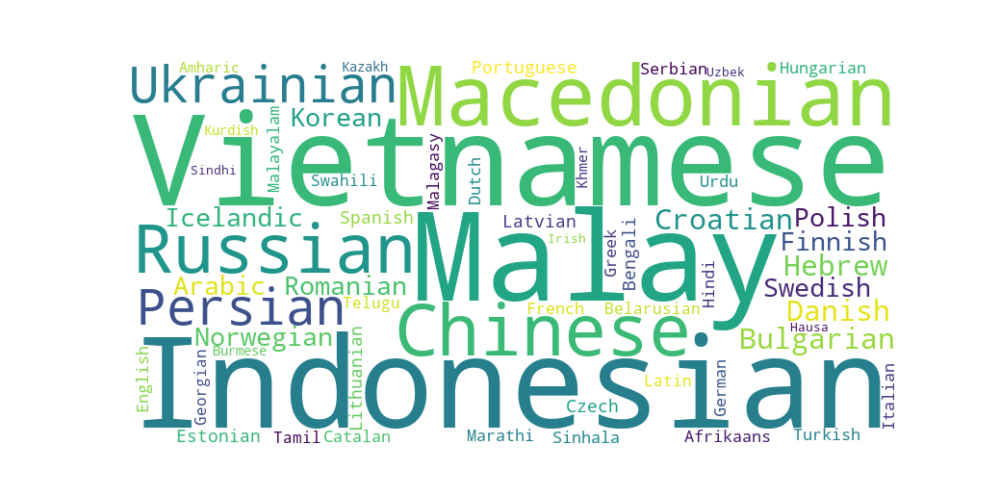 Amharic Kazakh Portuguese Serbian Uzbek Hungarian
Ukrainian Macedonian
Kurdish Malayalam Korean
Vietnamese
Sindhi Swahili Malagasy Dutch Khmer Urdu
Icelandic Spanish Latvian Croatian Polish
Russian Malay Irish Greek Bengali Finnish
Arabic Romanian Hindi Hebrew
Persian Telugu French Belarusian Swedish
Danish
Norwegian Chinese Hausa Bulgarian
English Georgian Burmese Lithuanian
Indonesian Latin German Italian
Czech
Estonian Tamil Catalan Marathi Sinhala Afrikaans Turkish